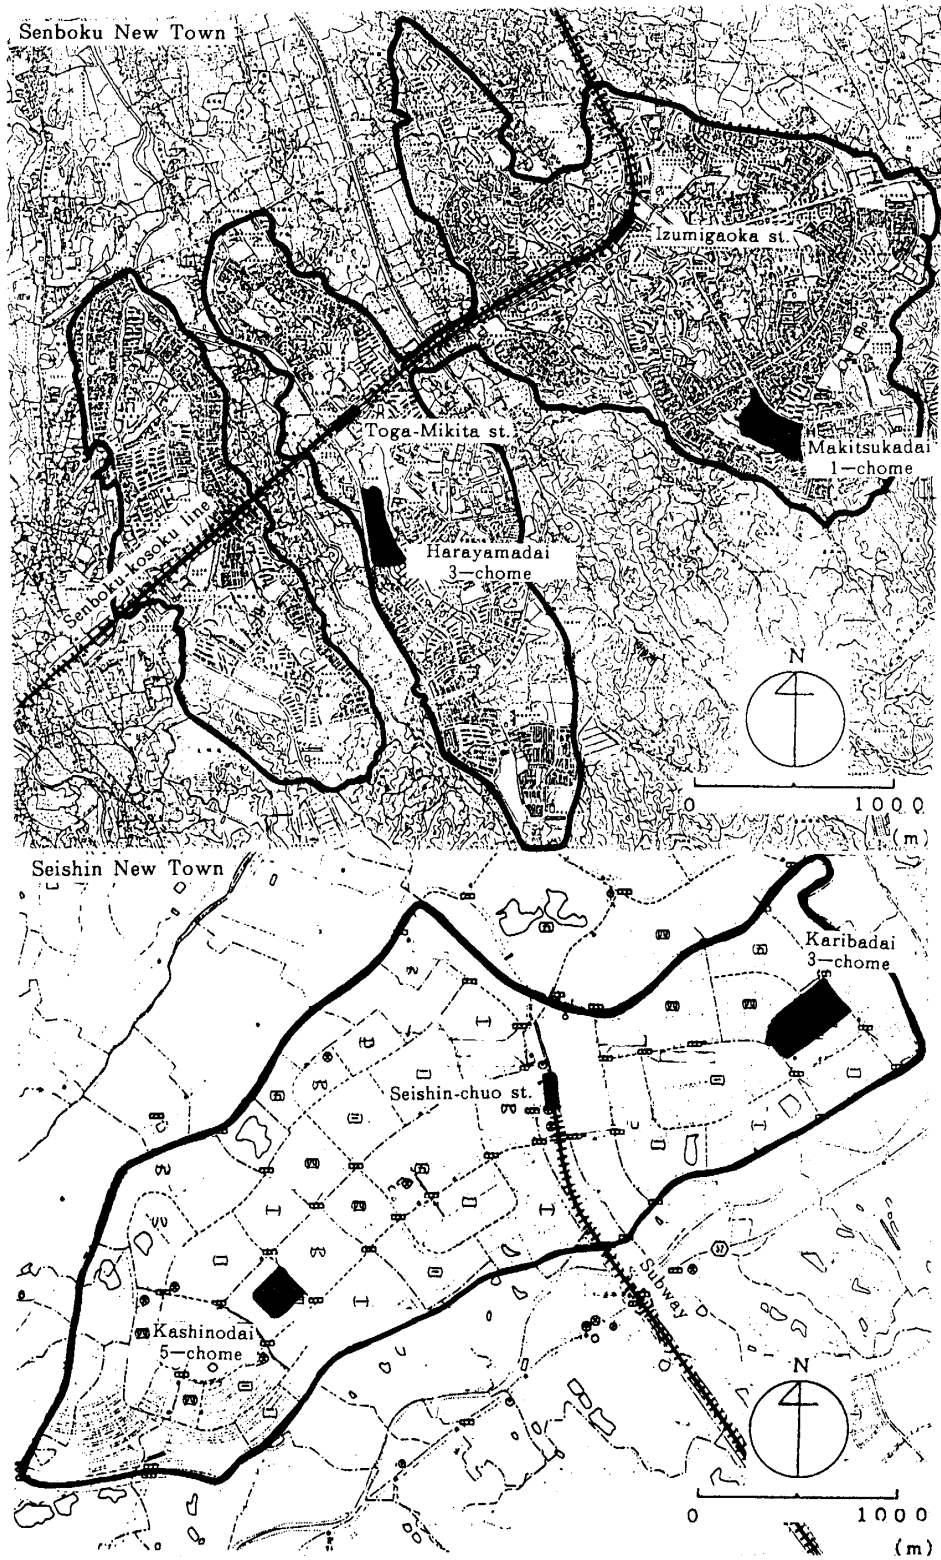 Senboku New Town
Izumigaoka st.
Toga-Mikita st.
Makitsukadai
1-chome
Senboku-kosoku line
Harayamadai
3-chome
N
0 1000
(m)
Seishin New Town
Karibadai
3-chome
Seishin-chuo st.
Subway
Kashinodai
5-chome
N
0 1000
(m)